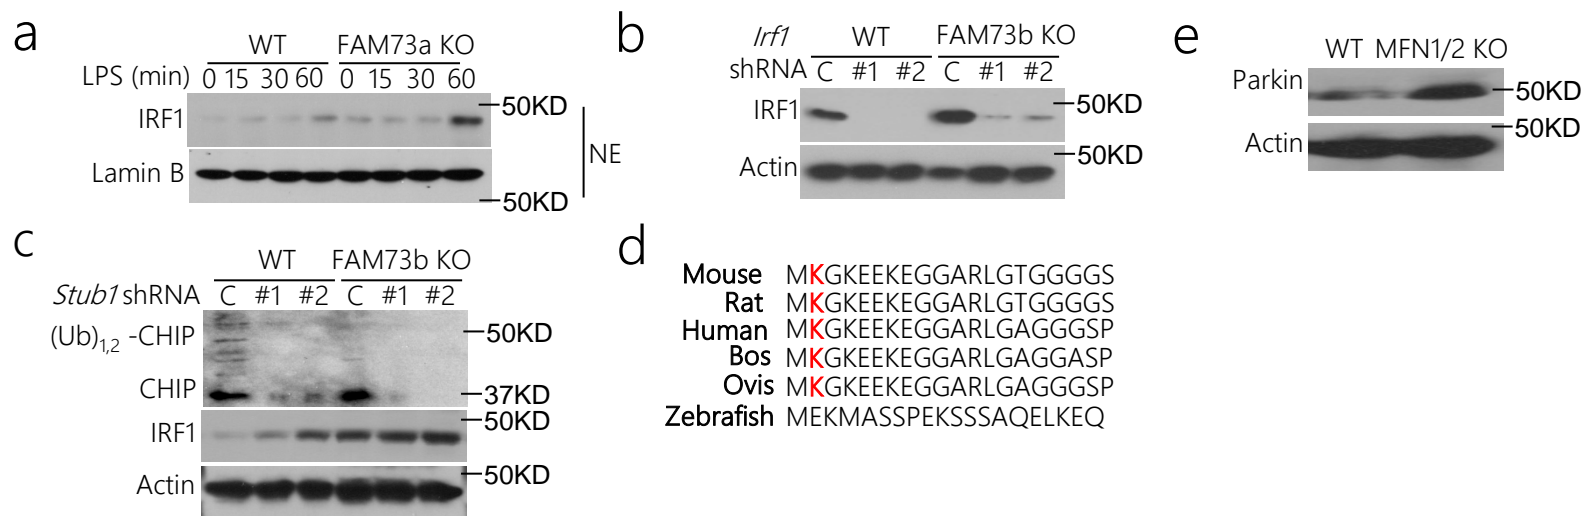 a
WT FAM73a KO
LPS (min) 0 15 30 60 0 15 30 60
IRF1 50KD
Lamin B 50KD
NE
b
Irf1 WT FAM73b KO
shRNA C #1 #2 C #1 #2
IRF1 50KD
Actin 50KD
e
WT MFN1/2 KO
Parkin 50KD
Actin 50KD
c
WT FAM73b KO
Stub1 shRNA C #1 #2 C #1 #2
(Ub)1,2 -CHIP 50KD
CHIP 37KD
IRF1 50KD
Actin 50KD
d
Mouse MKGKEEKEGGARLGTGGGGS
Rat MKGKEEKEGGARLGTGGGGS
Human MKGKEEKEGGARLGAGGGSP
Bos MKGKEEKEGGARLGAGGASP
Ovis MKGKEEKEGGARLGAGGGSP
Zebrafish MEKMASSPEKSSSAQELKEQ